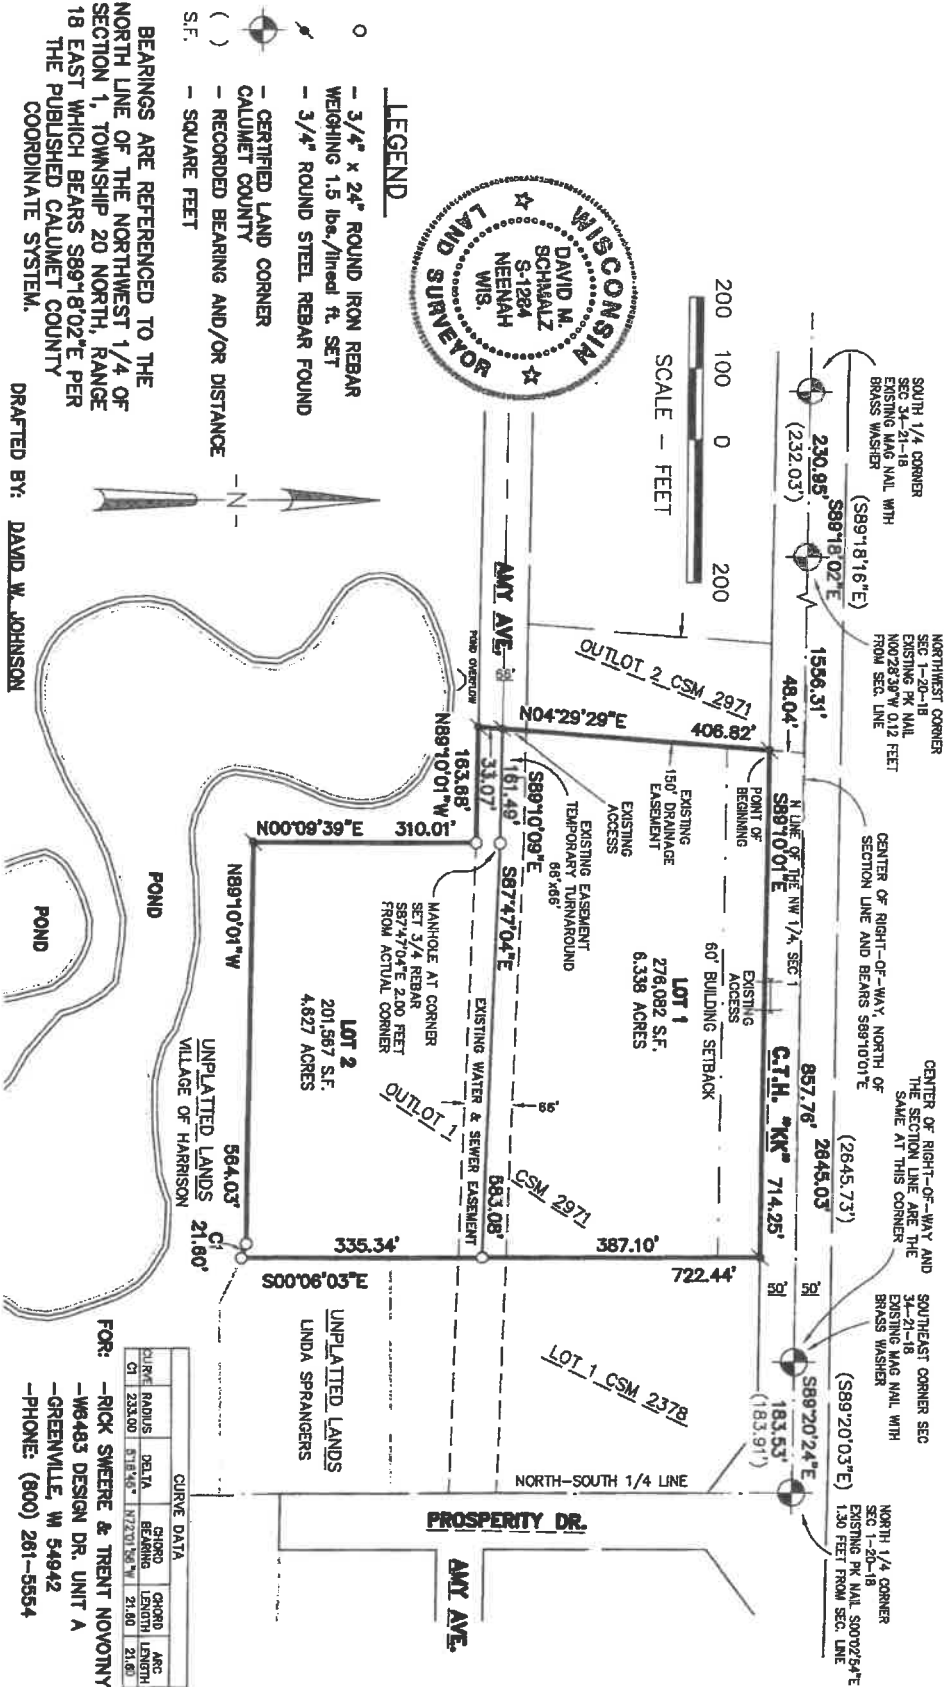 SOUTH 1/4 CORNER
SEC 34-21-18
EXISTING MAG NAIL WITH
BRASS WASHER
NORTHWEST CORNER
SEC 1-20-18
EXISTING PK NAIL
N00°28'39"W 0.12 FEET
FROM SEC. LINE
CENTER OF RIGHT-OF-WAY, NORTH OF
SECTION LINE AND BEARS S89°10'01"E
CENTER OF RIGHT-OF-WAY AND
THE SECTION LINE ARE THE
SAME AT THIS CORNER
SOUTHEAST CORNER SEC
34-21-18
EXISTING MAG NAIL WITH
BRASS WASHER
NORTH 1/4 CORNER
SEC 1-20-18
EXISTING PK NAIL S00°02'54"E
1.30 FEET FROM SEC. LINE
(S89°18'16"E)
S89°18'02"E
230.95'
(232.03')
1556.31'
48.04'
857.76'
2645.03'
(2645.73')
(S89°20'03"E)
S89°20'24"E
183.53'
(183.91')
N LINE OF THE NW 1/4, SEC 1
S89°10'01"E
C.T.H. "KK"
714.25'
50'
50'
200 100 0 200
SCALE - FEET
WISCONSIN
LAND SURVEYOR
DAVID M.
SCHMALZ
S-1284
NEENAH
WIS.
LEGEND
- 3/4" x 24" ROUND IRON REBAR
WEIGHING 1.5 lbs./lineal ft. SET
- 3/4" ROUND STEEL REBAR FOUND
- CERTIFIED LAND CORNER
CALUMET COUNTY
( ) - RECORDED BEARING AND/OR DISTANCE
S.F. - SQUARE FEET
BEARINGS ARE REFERENCED TO THE
NORTH LINE OF THE NORTHWEST 1/4 OF
SECTION 1, TOWNSHIP 20 NORTH, RANGE
18 EAST WHICH BEARS S89°18'02"E PER
THE PUBLISHED CALUMET COUNTY
COORDINATE SYSTEM.
-N-
DRAFTED BY: DAVID W. JOHNSON
AMY AVE.
66'
POND OVERFLOW
OUTLOT 2 CSM 2971
N04°29'29"E
406.82'
POINT OF
BEGINNING
EXISTING
ACCESS
60' BUILDING SETBACK
150' DRAINAGE
EASEMENT
EXISTING
EXISTING
ACCESS
EXISTING EASEMENT
TEMPORARY TURNAROUND
66'x66'
LOT 1
276,082 S.F.
6.338 ACRES
S89°10'09"E
161.49'
33.07'
163.68'
N89°10'01"W
S87°47'04"E
583.08'
MANHOLE AT CORNER
SET 3/4 REBAR
S87°47'04"E 2.00 FEET
FROM ACTUAL CORNER
EXISTING WATER & SEWER EASEMENT
66'
OUTLOT 1
CSM 2971
N00°09'39"E
310.01'
LOT 2
201,567 S.F.
4.627 ACRES
N89°10'01"W
564.03'
21.60'
C1
UNPLATTED LANDS
VILLAGE OF HARRISON
335.34'
387.10'
722.44'
S00°06'03"E
UNPLATTED LANDS
LINDA SPRANGERS
LOT 1 CSM 2378
NORTH-SOUTH 1/4 LINE
PROSPERITY DR.
AMY AVE.
POND
POND
CURVE DATA
CURVE RADIUS DELTA CHORD BEARING CHORD LENGTH ARC LENGTH
C1 233.00 5°18'45" N72°01'56"W 21.60 21.60
FOR: -RICK SWEERE & TRENT NOVOTNY
-W6483 DESIGN DR. UNIT A
-GREENVILLE, WI 54942
-PHONE: (800) 261-5554